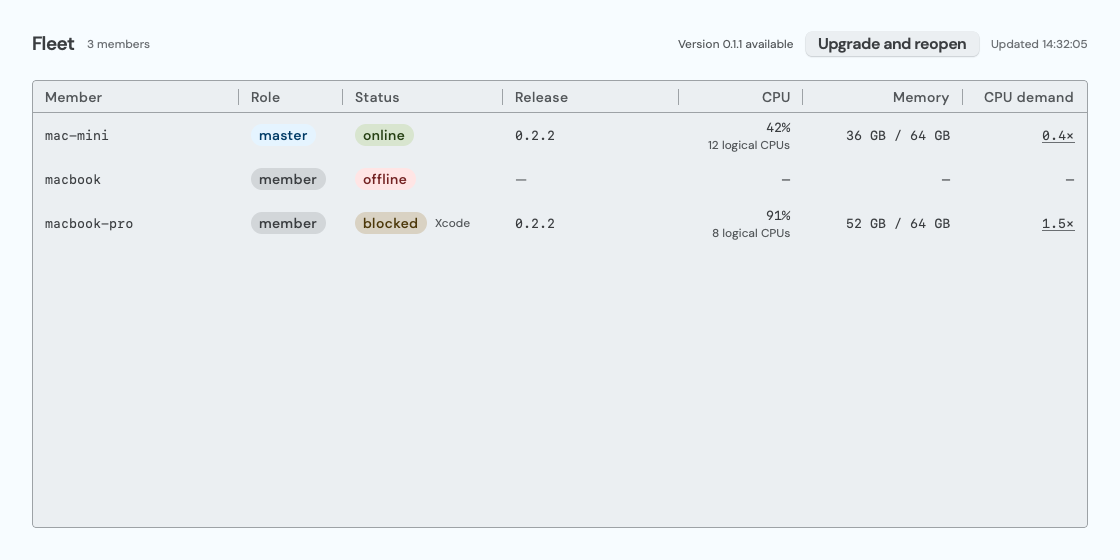 Fleet 3 members Version 0.1.1 available Upgrade and reopen Updated 14:32:05
Member Role Status Release CPU Memory CPU demand
mac-mini master online 0.2.2 42% 12 logical CPUs 36 GB / 64 GB 0.4×
macbook member offline — — — —
macbook-pro member blocked Xcode 0.2.2 91% 8 logical CPUs 52 GB / 64 GB 1.5×